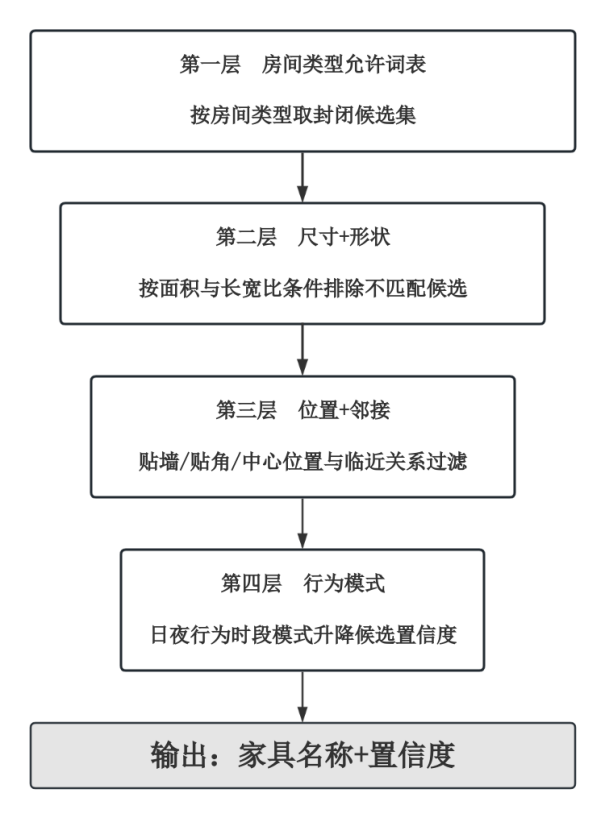 第一层 房间类型允许词表
按房间类型取封闭候选集
第二层 尺寸+形状
按面积与长宽比条件排除不匹配候选
第三层 位置+邻接
贴墙/贴角/中心位置与临近关系过滤
第四层 行为模式
日夜行为时段模式升降候选置信度
输出：家具名称+置信度